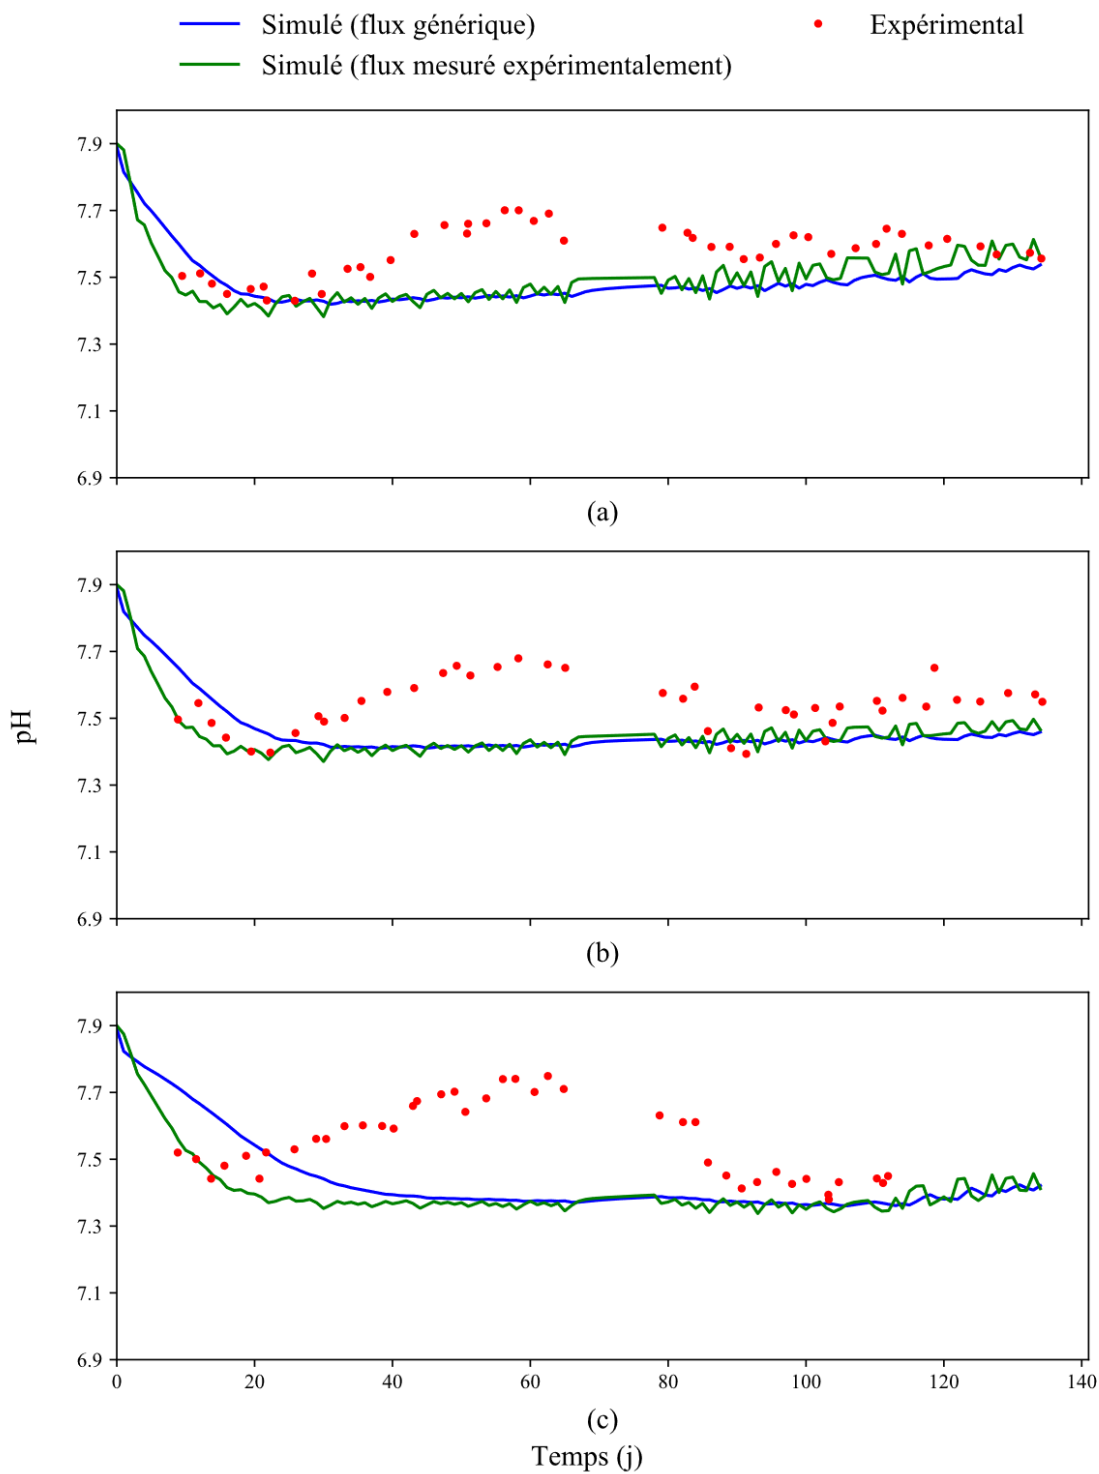 Simulé (flux générique)
Expérimental
Simulé (flux mesuré expérimentalement)
7.9
7.7
7.5
7.3
7.1
6.9
(a)
7.9
7.7
7.5
7.3
7.1
6.9
(b)
pH
7.9
7.7
7.5
7.3
7.1
6.9
0 20 40 60 80 100 120 140
(c)
Temps (j)